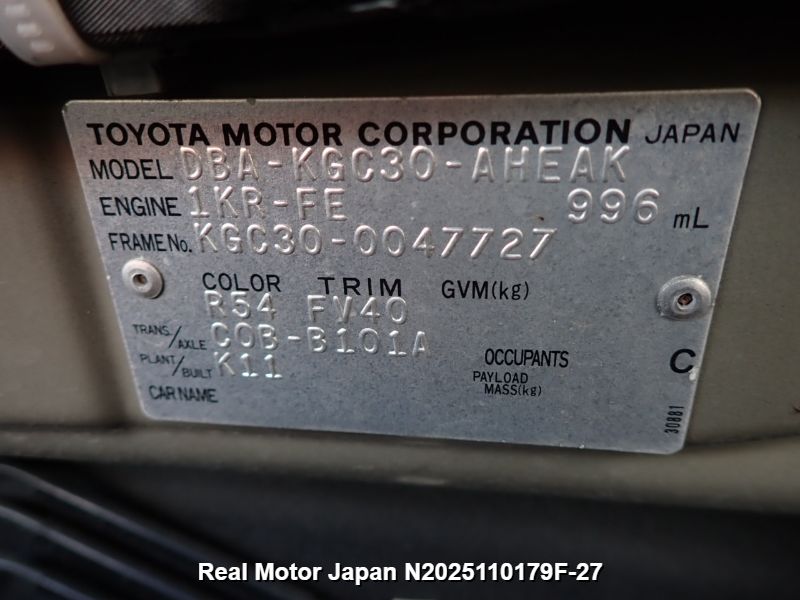 TOYOTA MOTOR CORPORATION JAPAN
MODEL DBA-KGC30-AHEAK
ENGINE 1KR-FE 996 mL
FRAME No. KGC30-0047727
COLOR TRIM GVM(kg)
R54 FV40
TRANS./AXLE C0B-B101A
PLANT/BUILT K11
OCCUPANTS C
PAYLOAD
MASS(kg)
CAR NAME
30881
Real Motor Japan N2025110179F-27